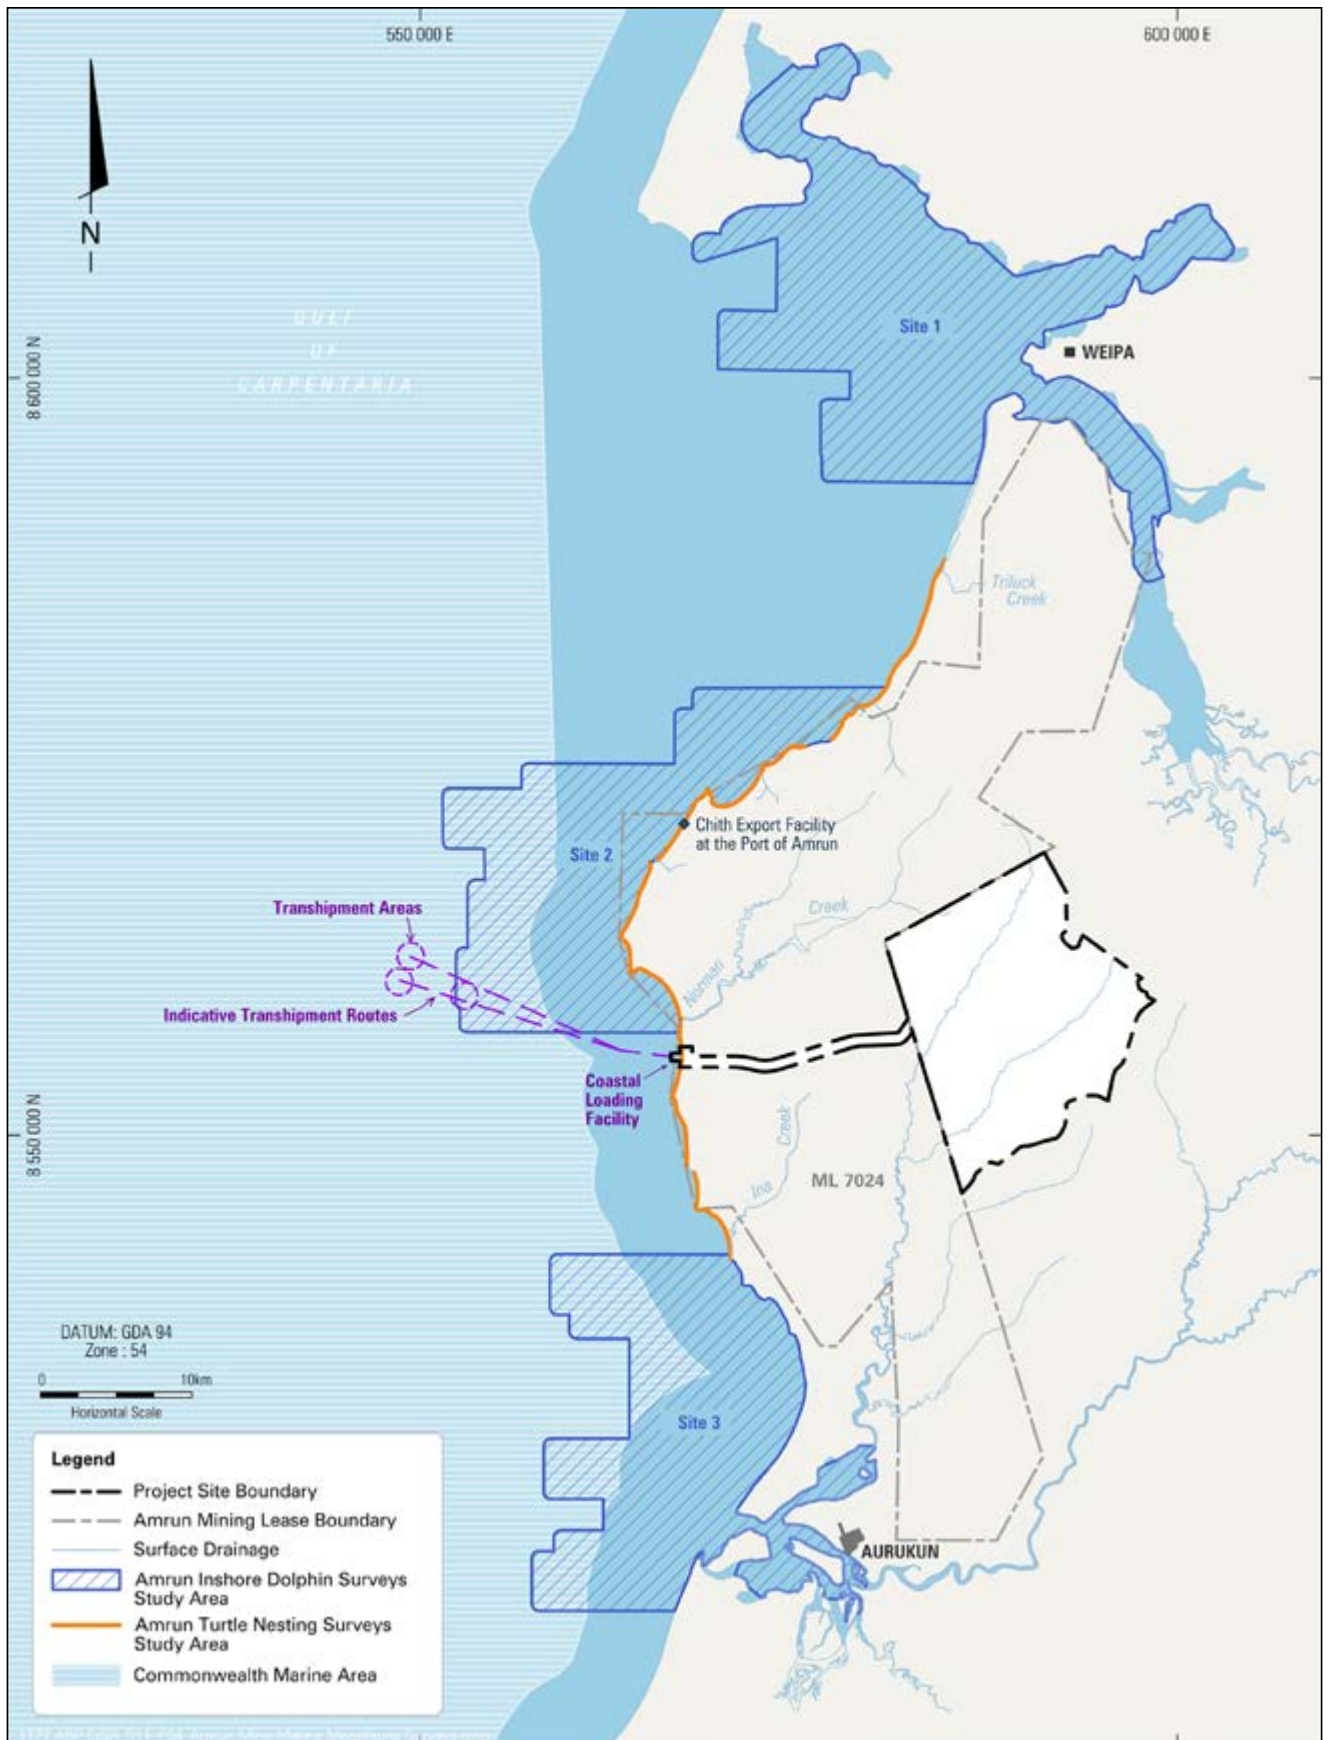 550 000 E
600 000 E
N
GULF
OF
CARPENTARIA
Site 1
WEIPA
8 600 000 N
Triluck
Creek
Chith Export Facility
at the Port of Amrun
Site 2
Transhipment Areas
Creek
Norman
Indicative Transhipment Routes
Coastal
Loading
Facility
8 550 000 N
Creek
Ina
ML 7024
DATUM: GDA 94
Zone : 54
0 10km
Horizontal Scale
Site 3
AURUKUN
Legend
Project Site Boundary
Amrun Mining Lease Boundary
Surface Drainage
Amrun Inshore Dolphin Surveys
Study Area
Amrun Turtle Nesting Surveys
Study Area
Commonwealth Marine Area